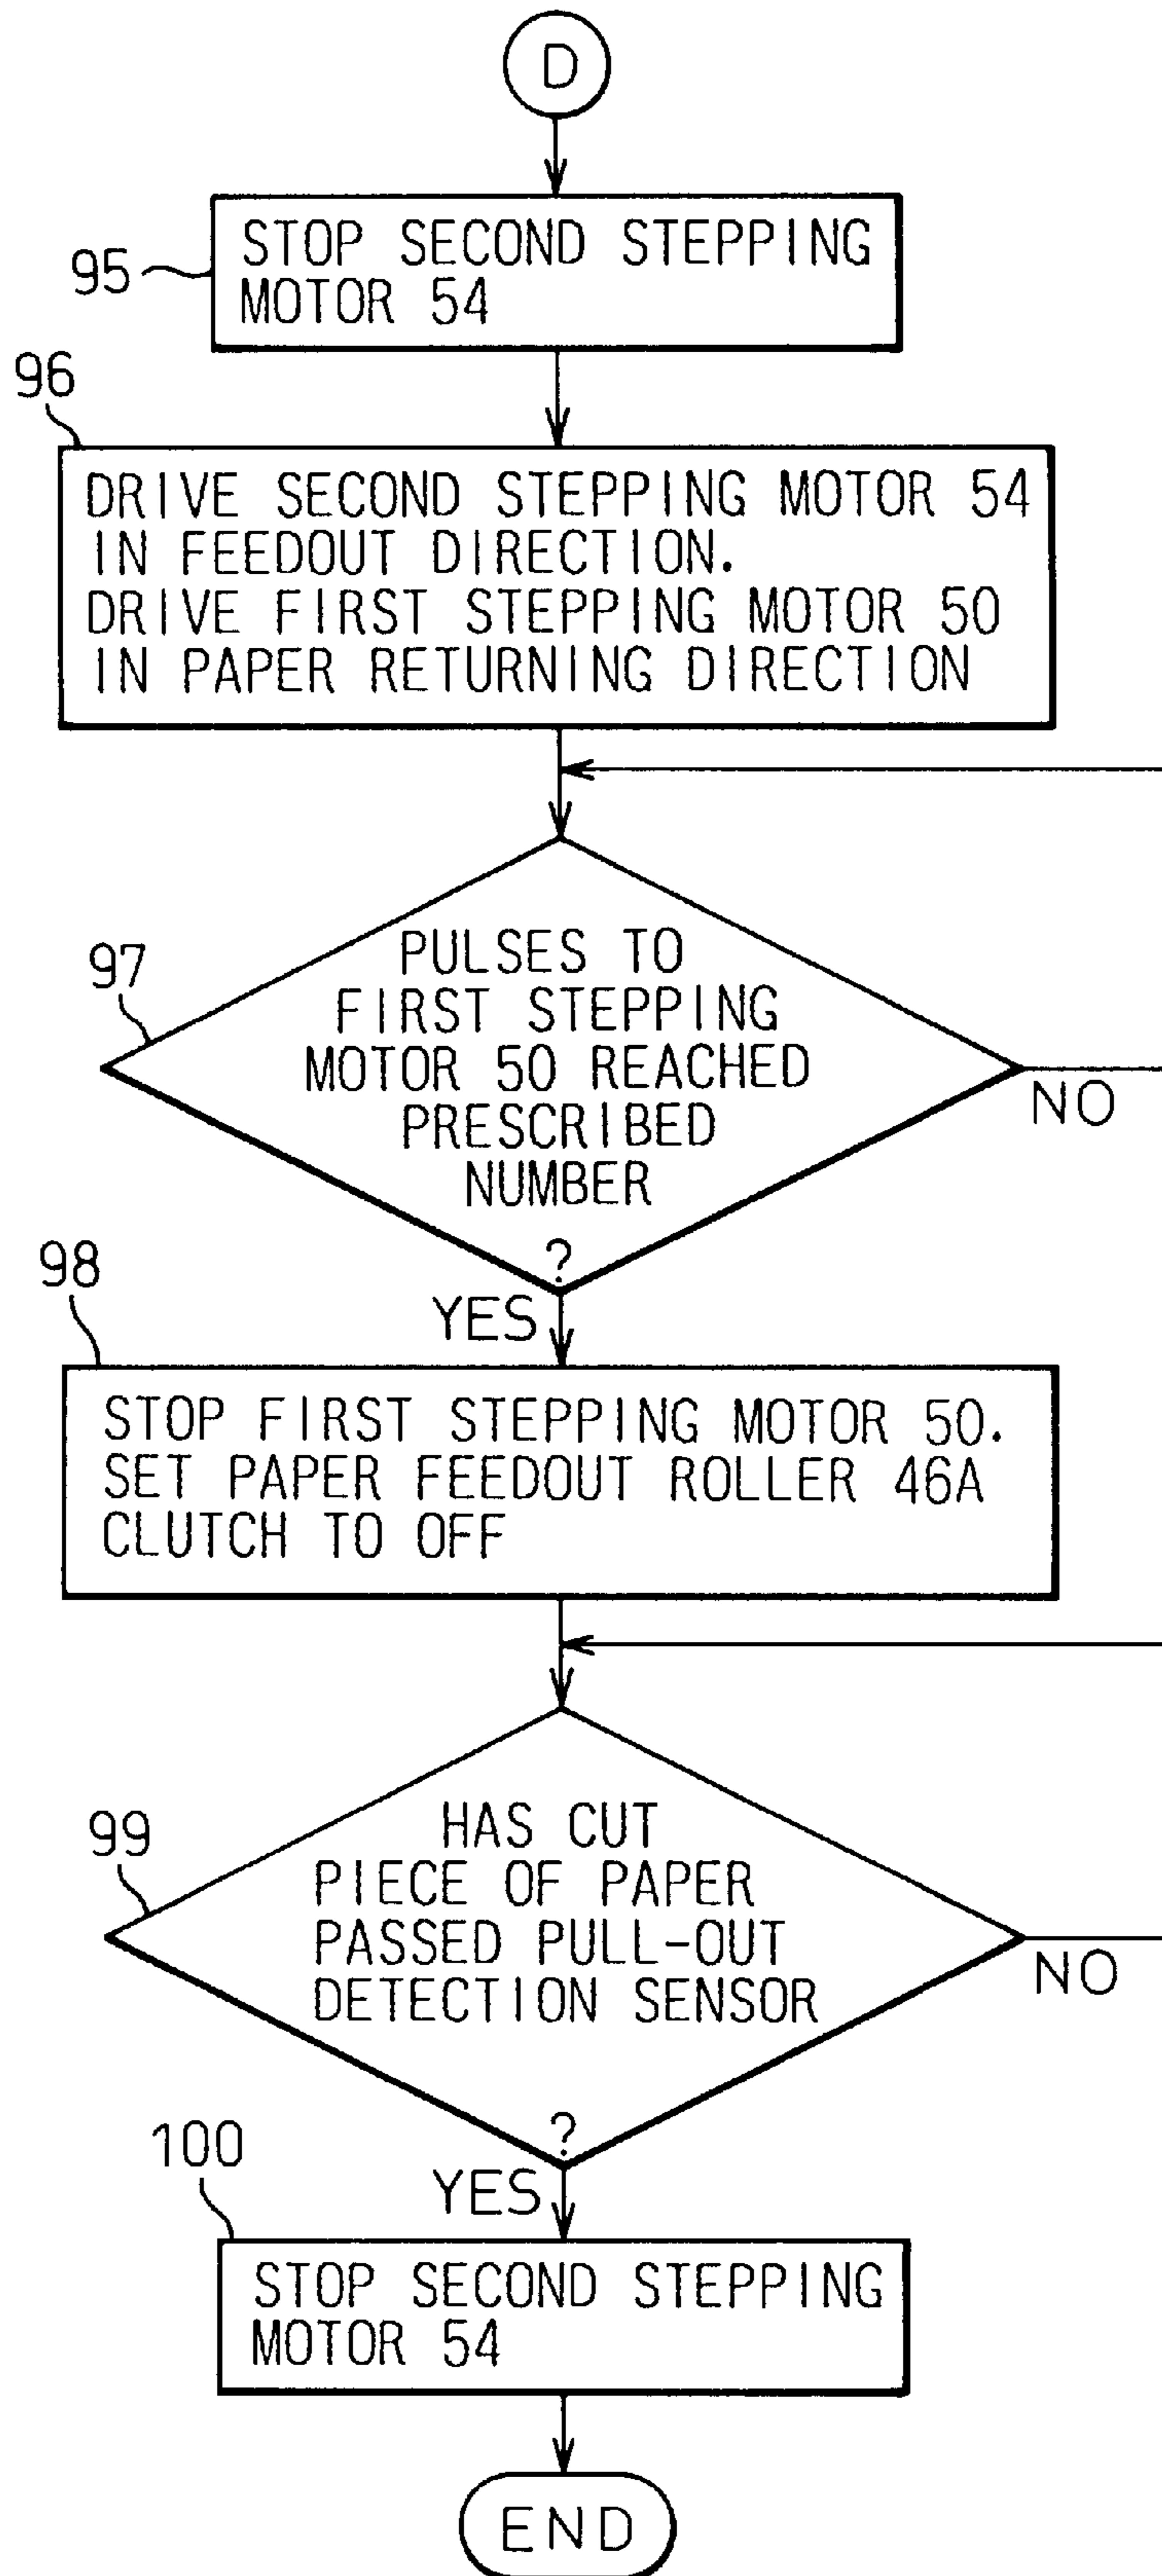 D
STOP SECOND STEPPING
MOTOR 54
95
96
DRIVE SECOND STEPPING MOTOR 54
IN FEEDOUT DIRECTION.
DRIVE FIRST STEPPING MOTOR 50
IN PAPER RETURNING DIRECTION
97
PULSES TO
FIRST STEPPING
MOTOR 50 REACHED
PRESCRIBED
NUMBER
?
NO
YES
98
STOP FIRST STEPPING MOTOR 50.
SET PAPER FEEDOUT ROLLER 46A
CLUTCH TO OFF
99
HAS CUT
PIECE OF PAPER
PASSED PULL-OUT
DETECTION SENSOR
?
NO
YES
100
STOP SECOND STEPPING
MOTOR 54
END